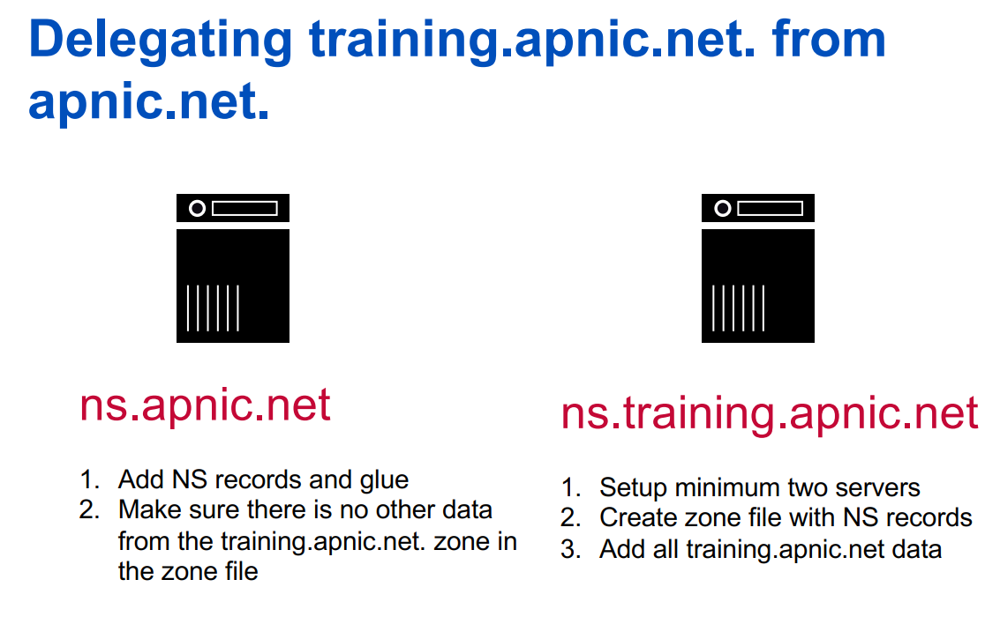 Delegating training.apnic.net. from
apnic.net.
ns.apnic.net
1. Add NS records and glue
2. Make sure there is no other data
from the training.apnic.net. zone in
the zone file
ns.training.apnic.net
1. Setup minimum two servers
2. Create zone file with NS records
3. Add all training.apnic.net data